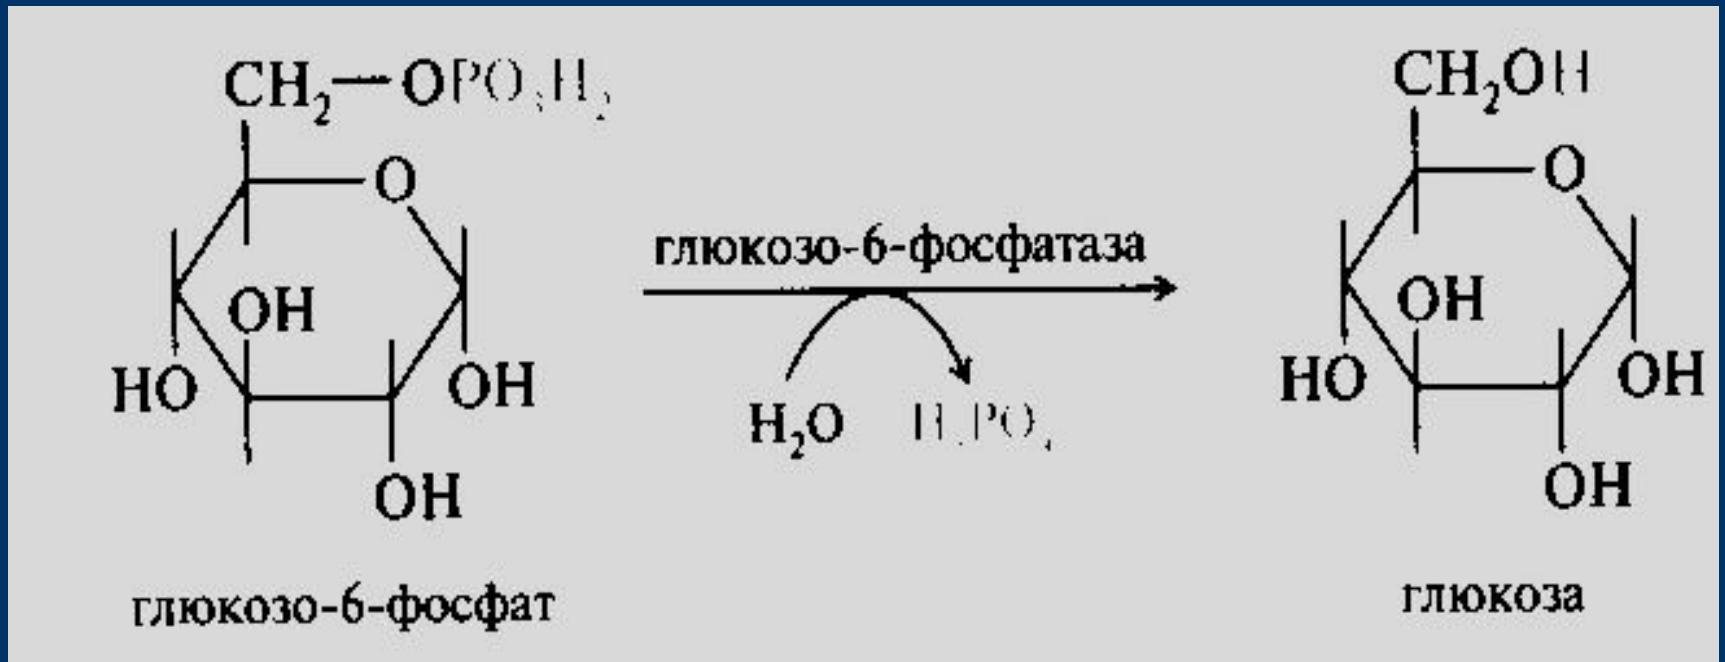 CH₂—OPO₃H₂
O
OH
HO
OH
OH
глюкозо-6-фосфат
глюкозо-6-фосфатаза
H₂O H₃PO₄
CH₂OH
O
OH
HO
OH
OH
глюкоза